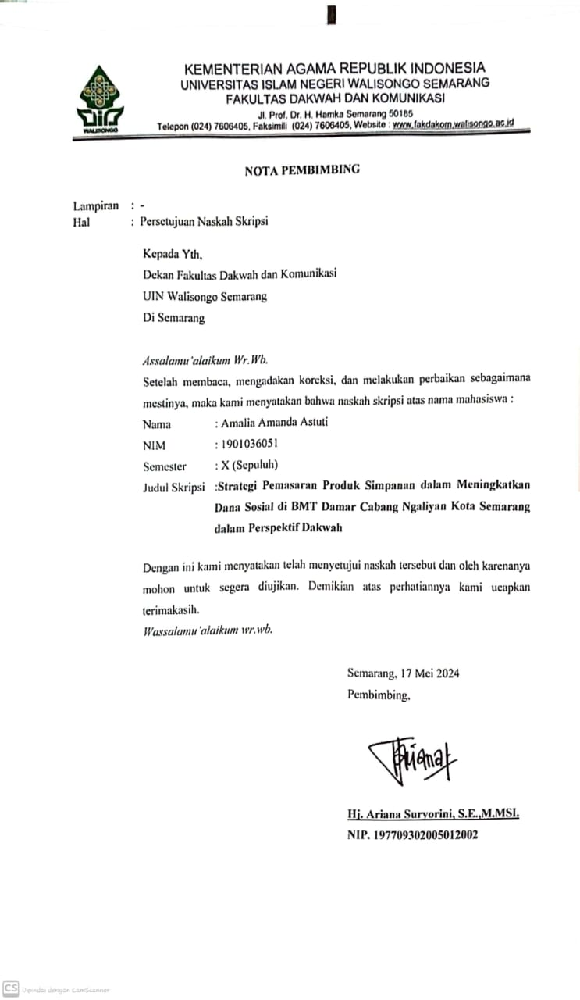 KEMENTERIAN AGAMA REPUBLIK INDONESIA
UNIVERSITAS ISLAM NEGERI WALISONGO SEMARANG
FAKULTAS DAKWAH DAN KOMUNIKASI
Jl. Prof. Dr. H. Hamka Semarang 50185
Telepon (024) 7606405, Faksimili (024) 7606405, Website : www.fakdakom.walisongo.ac.id
WALISONGO
NOTA PEMBIMBING
Lampiran : -
Hal : Persetujuan Naskah Skripsi
Kepada Yth,
Dekan Fakultas Dakwah dan Komunikasi
UIN Walisongo Semarang
Di Semarang
Assalamu'alaikum Wr.Wb.
Setelah membaca, mengadakan koreksi, dan melakukan perbaikan sebagaimana
mestinya, maka kami menyatakan bahwa naskah skripsi atas nama mahasiswa :
Nama : Amalia Amanda Astuti
NIM : 1901036051
Semester : X (Sepuluh)
Judul Skripsi :Strategi Pemasaran Produk Simpanan dalam Meningkatkan
Dana Sosial di BMT Damar Cabang Ngaliyan Kota Semarang
dalam Perspektif Dakwah
Dengan ini kami menyatakan telah menyetujui naskah tersebut dan oleh karenanya
mohon untuk segera diujikan. Demikian atas perhatiannya kami ucapkan
terimakasih.
Wassalamu'alaikum wr.wb.
Semarang, 17 Mei 2024
Pembimbing,
Hj. Ariana Suryorini, S.E.,M.MSI.
NIP. 197709302005012002
CS Dipindai dengan CamScanner